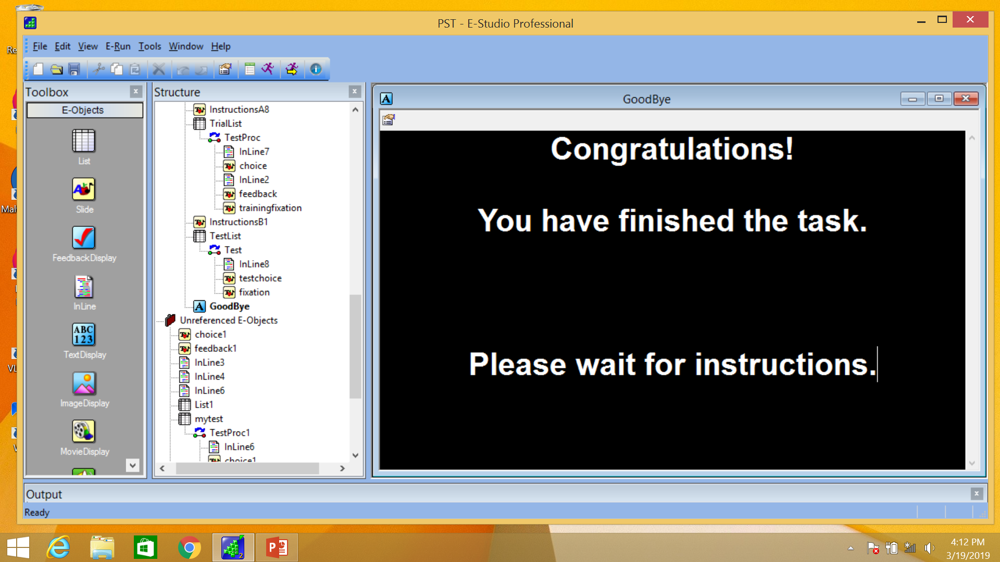 PST - E-Studio Professional
File Edit View E-Run Tools Window Help
Toolbox
E-Objects
List
Slide
FeedbackDisplay
InLine
TextDisplay
ImageDisplay
MovieDisplay
Structure
InstructionsA8
TrialList
TestProc
InLine7
choice
InLine2
feedback
trainingfixation
InstructionsB1
TestList
Test
InLine8
testchoice
fixation
GoodBye
Unreferenced E-Objects
choice1
feedback1
InLine3
InLine4
InLine6
List1
mytest
TestProc1
InLine6
choice1
GoodBye
Congratulations!
You have finished the task.
Please wait for instructions.
Output
Ready
Re
Mal
VL
4:12 PM
3/19/2019